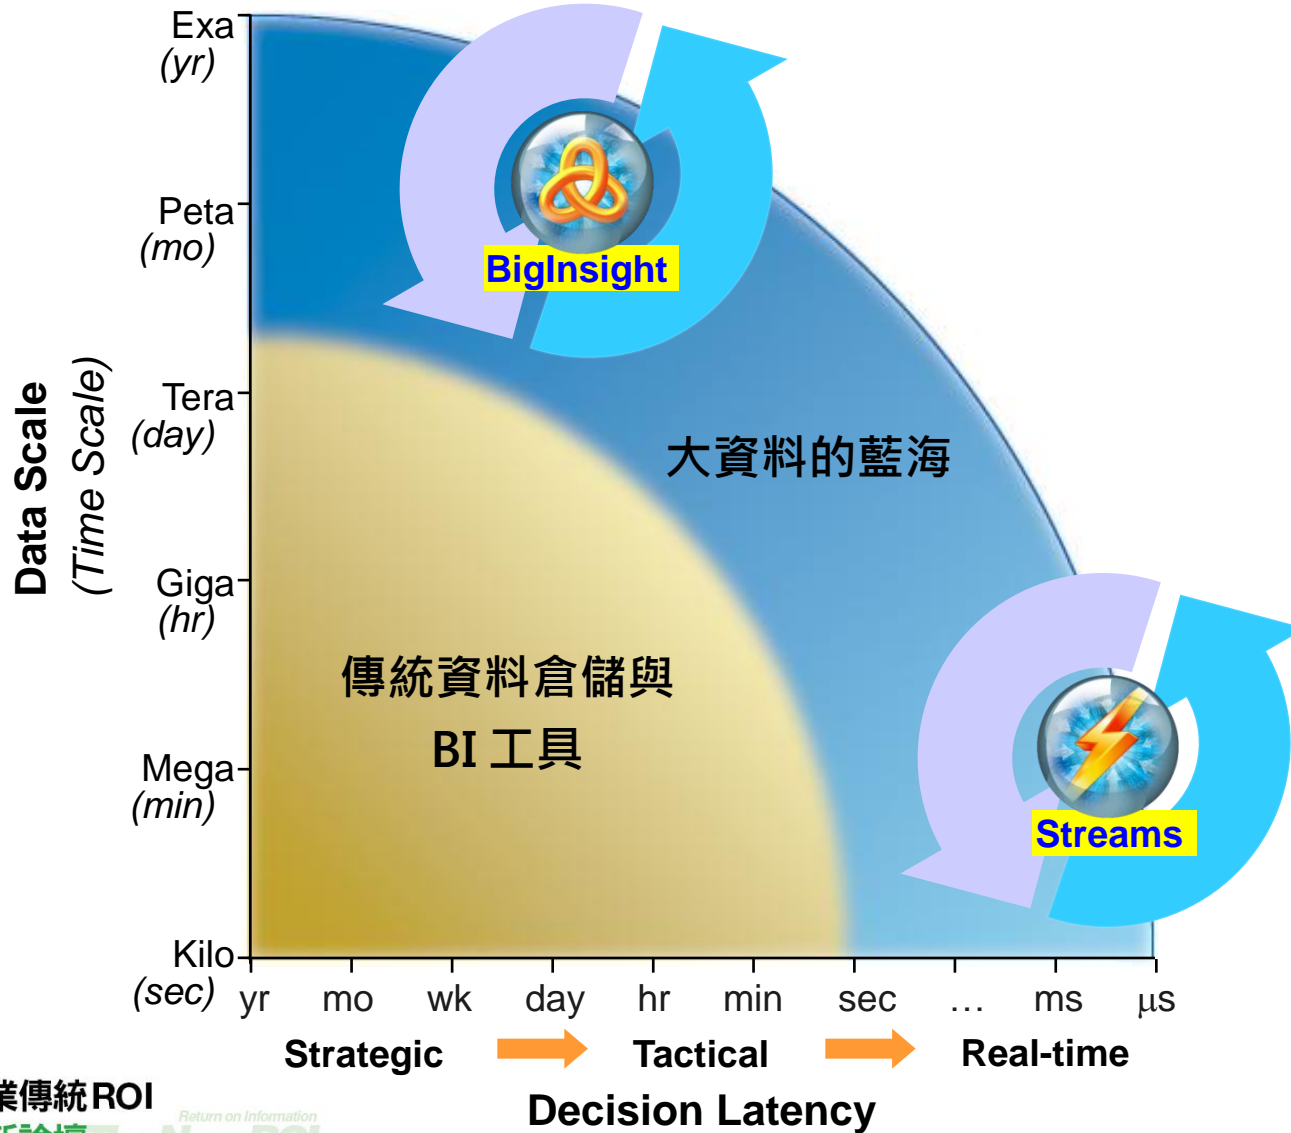 Exa
(yr)
Peta
(mo)
BigInsight
Tera
(day)
大資料的藍海
Data Scale
(Time Scale)
Giga
(hr)
傳統資料倉儲與
BI 工具
Mega
(min)
Streams
Kilo
(sec)
yr mo wk day hr min sec … ms μs
Strategic Tactical Real-time
Decision Latency
業傳統ROI
Return on Information